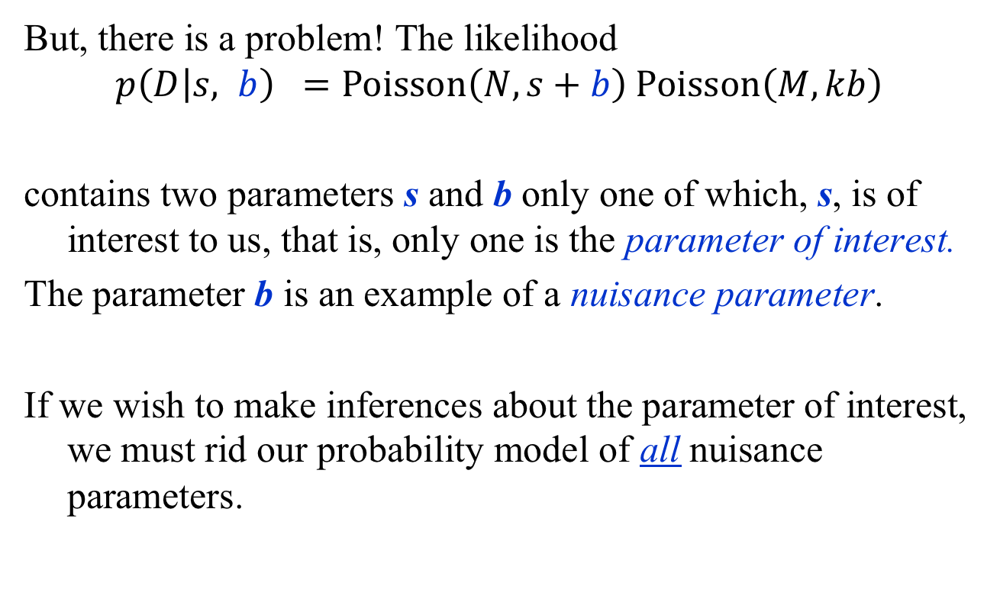 But, there is a problem! The likelihood
p(D|s, b) = Poisson(N, s + b) Poisson(M, kb)
contains two parameters s and b only one of which, s, is of
interest to us, that is, only one is the parameter of interest.
The parameter b is an example of a nuisance parameter.
If we wish to make inferences about the parameter of interest,
we must rid our probability model of all nuisance
parameters.